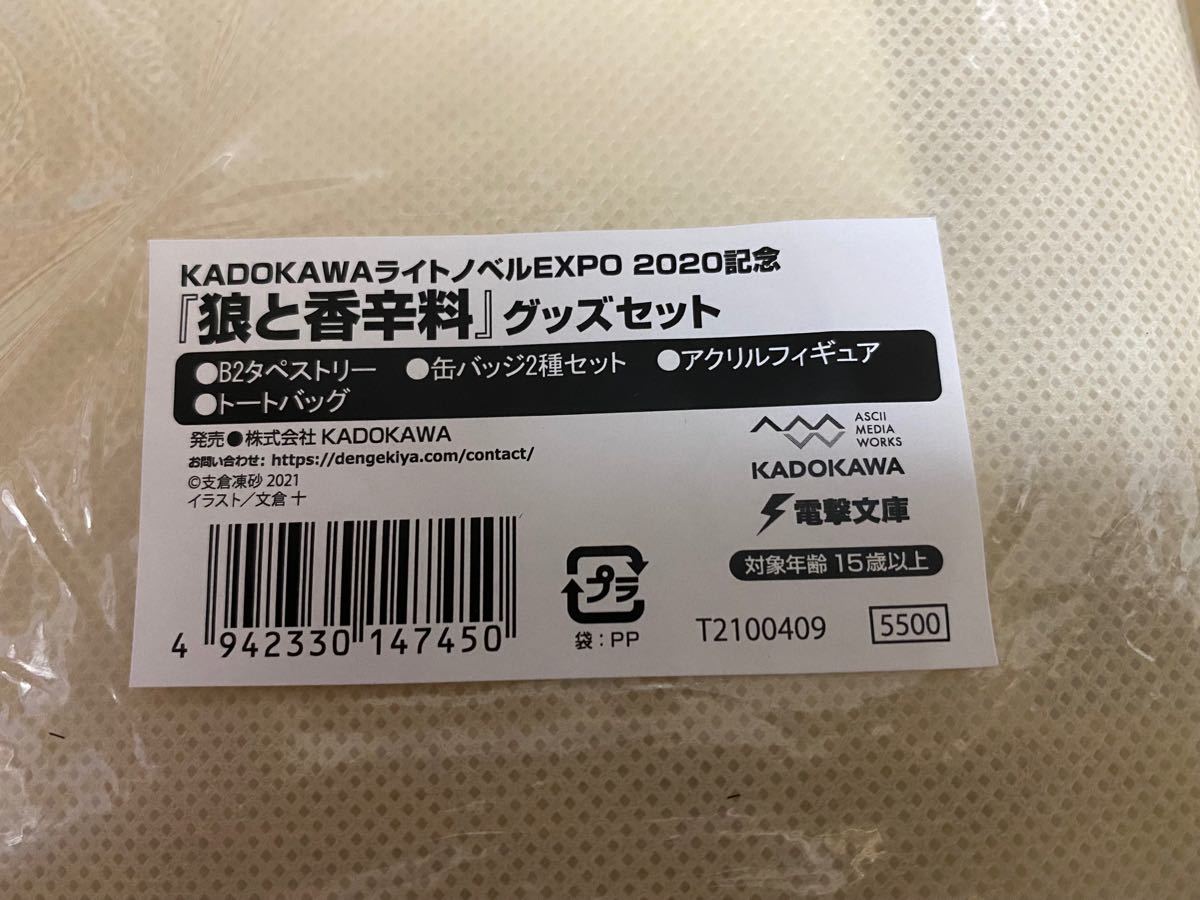 KADOKAWAライトノベルEXPO 2020記念
『狼と香辛料』グッズセット
●B2タペストリー ●缶バッジ2種セット ●アクリルフィギュア
●トートバッグ
発売●株式会社 KADOKAWA
お問い合わせ: https://dengekiya.com/contact/
©支倉凍砂 2021
イラスト／文倉 十
ASCII
MEDIA
WORKS
KADOKAWA
電撃文庫
対象年齢 15歳以上
4 942330 147450
プラ
袋：PP
T2100409
5500